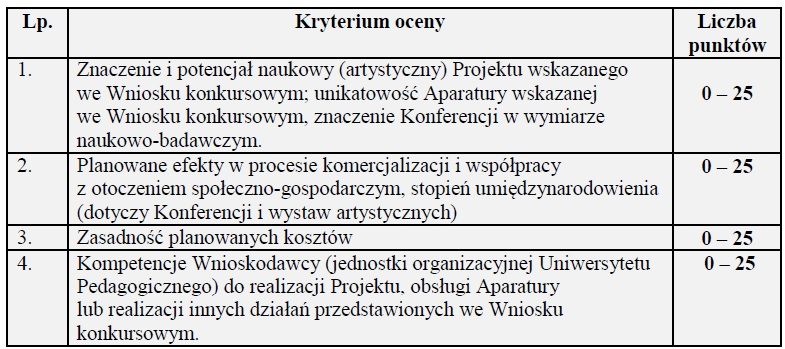 Lp.
Kryterium oceny
Liczba
punktów
1.
Znaczenie i potencjał naukowy (artystyczny) Projektu wskazanego
we Wniosku konkursowym; unikatowość Aparatury wskazanej
we Wniosku konkursowym, znaczenie Konferencji w wymiarze
naukowo-badawczym.
0 – 25
2.
Planowane efekty w procesie komercjalizacji i współpracy
z otoczeniem społeczno-gospodarczym, stopień umiędzynarodowienia
(dotyczy Konferencji i wystaw artystycznych)
0 – 25
3.
Zasadność planowanych kosztów
0 – 25
4.
Kompetencje Wnioskodawcy (jednostki organizacyjnej Uniwersytetu
Pedagogicznego) do realizacji Projektu, obsługi Aparatury
lub realizacji innych działań przedstawionych we Wniosku
konkursowym.
0 – 25